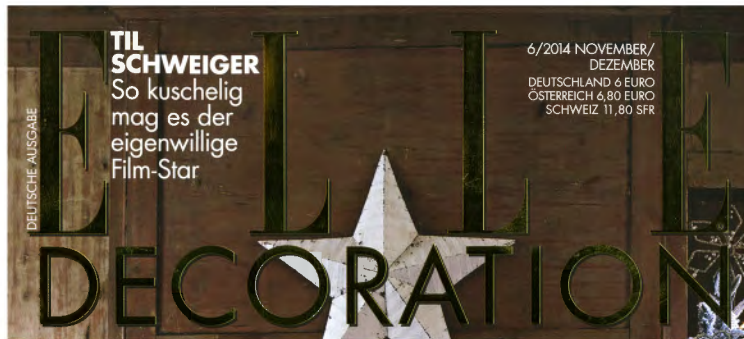 TIL
SCHWEIGER
So kuschelig
mag es der
eigenwillige
Film-Star
6/2014 NOVEMBER/
DEZEMBER
DEUTSCHLAND 6 EURO
ÖSTERREICH 6,80 EURO
SCHWEIZ 11,80 SFR
DEUTSCHE AUSGABE
ELLE
DECORATION